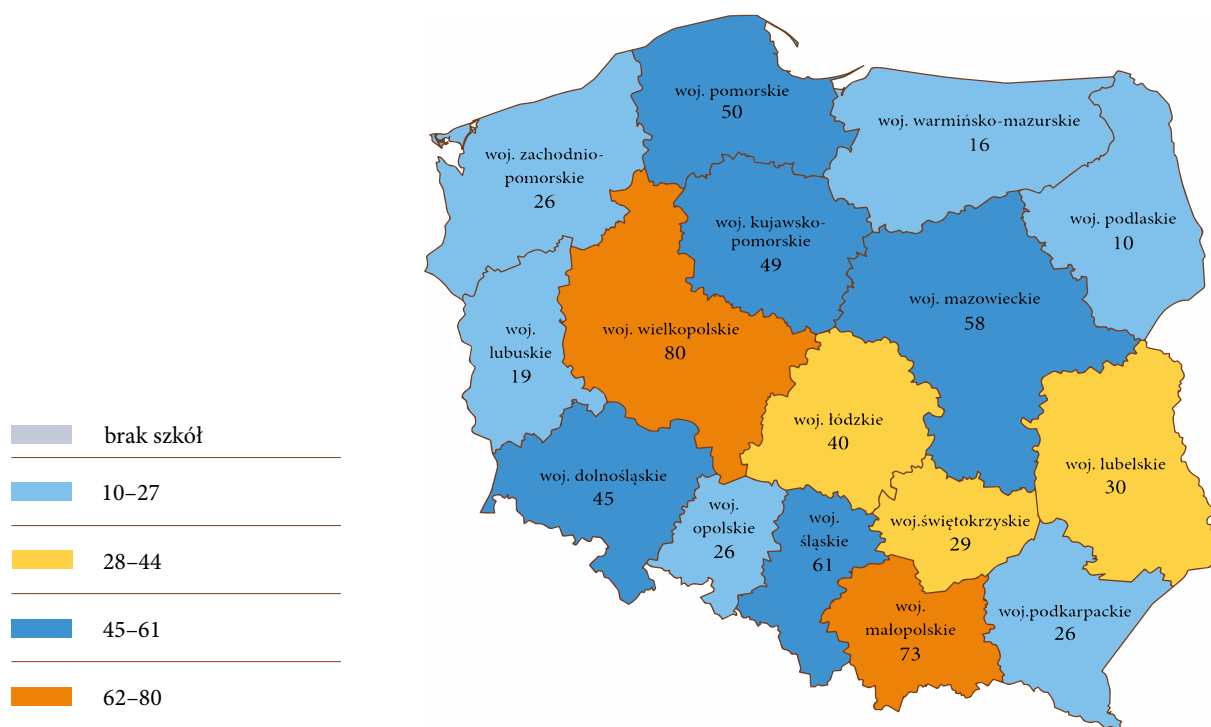 woj. pomorskie
50
woj. warmińsko-mazurskie
16
woj. zachodnio-
pomorskie
26
woj. podlaskie
10
woj. kujawsko-
pomorskie
49
woj. mazowieckie
58
woj.
lubuskie
19
woj. wielkopolskie
80
woj. łódzkie
40
woj. lubelskie
30
woj. dolnośląskie
45
woj.
opolskie
26
woj.
śląskie
61
woj.świętokrzyskie
29
woj.
małopolskie
73
woj.podkarpackie
26
brak szkół
10–27
28–44
45–61
62–80